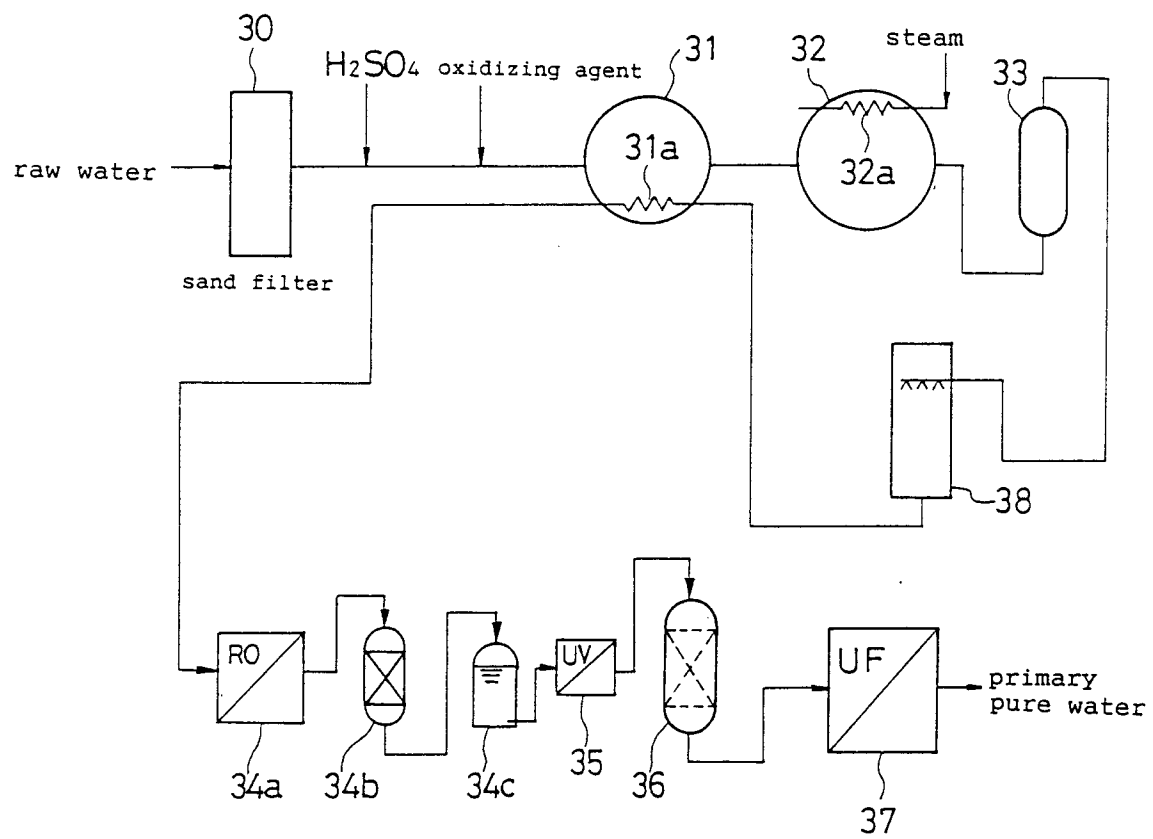 30
H₂SO₄ oxidizing agent
31
32
steam
33
31a
32a
raw water
sand filter
38
RO
UV
UF
primary
pure water
34a
34b
34c
35
36
37